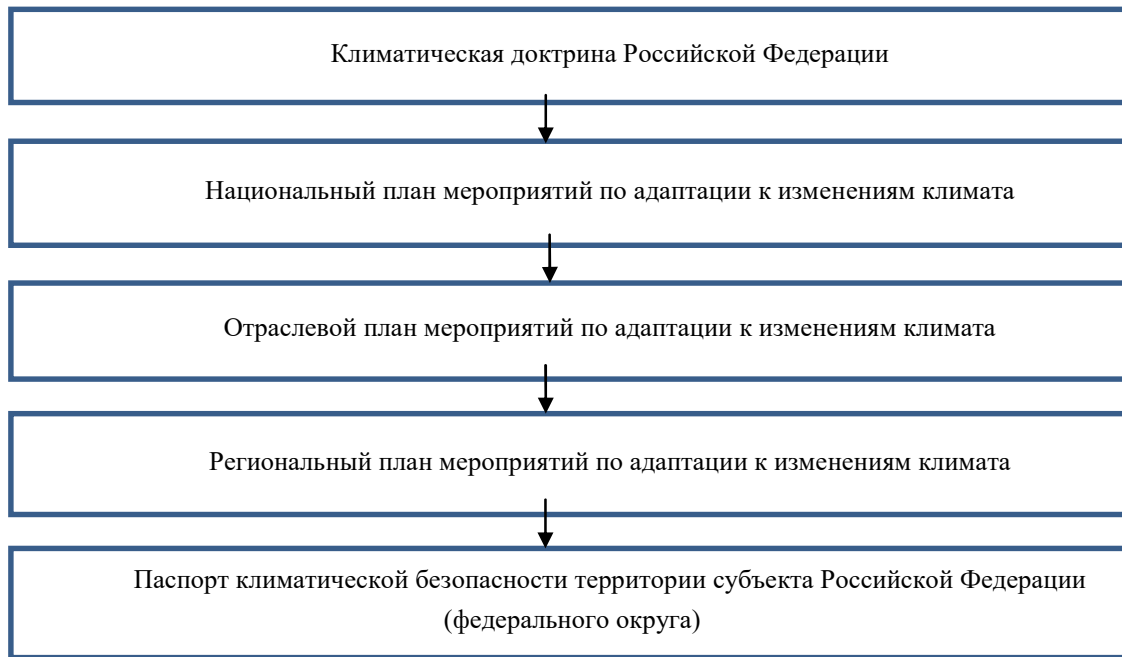 Климатическая доктрина Российской Федерации
Национальный план мероприятий по адаптации к изменениям климата
Отраслевой план мероприятий по адаптации к изменениям климата
Региональный план мероприятий по адаптации к изменениям климата
Паспорт климатической безопасности территории субъекта Российской Федерации
(федерального округа)